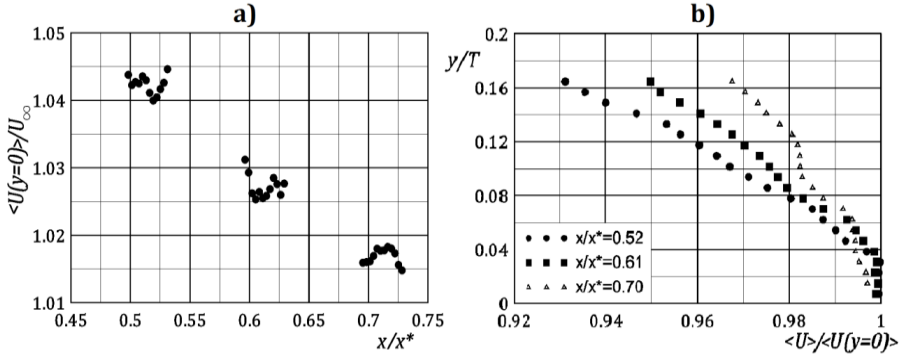 a)
1.05
1.04
1.03
1.02
1.01
<U(y=0)>/U∞
0.45
0.5
0.55
0.6
0.65
0.7
0.75
x/x*
b)
y/T
0.2
0.16
0.12
0.08
0.04
0
x/x*=0.52
x/x*=0.61
x/x*=0.70
0.92
0.94
0.96
0.98
1
<U>/<U(y=0)>